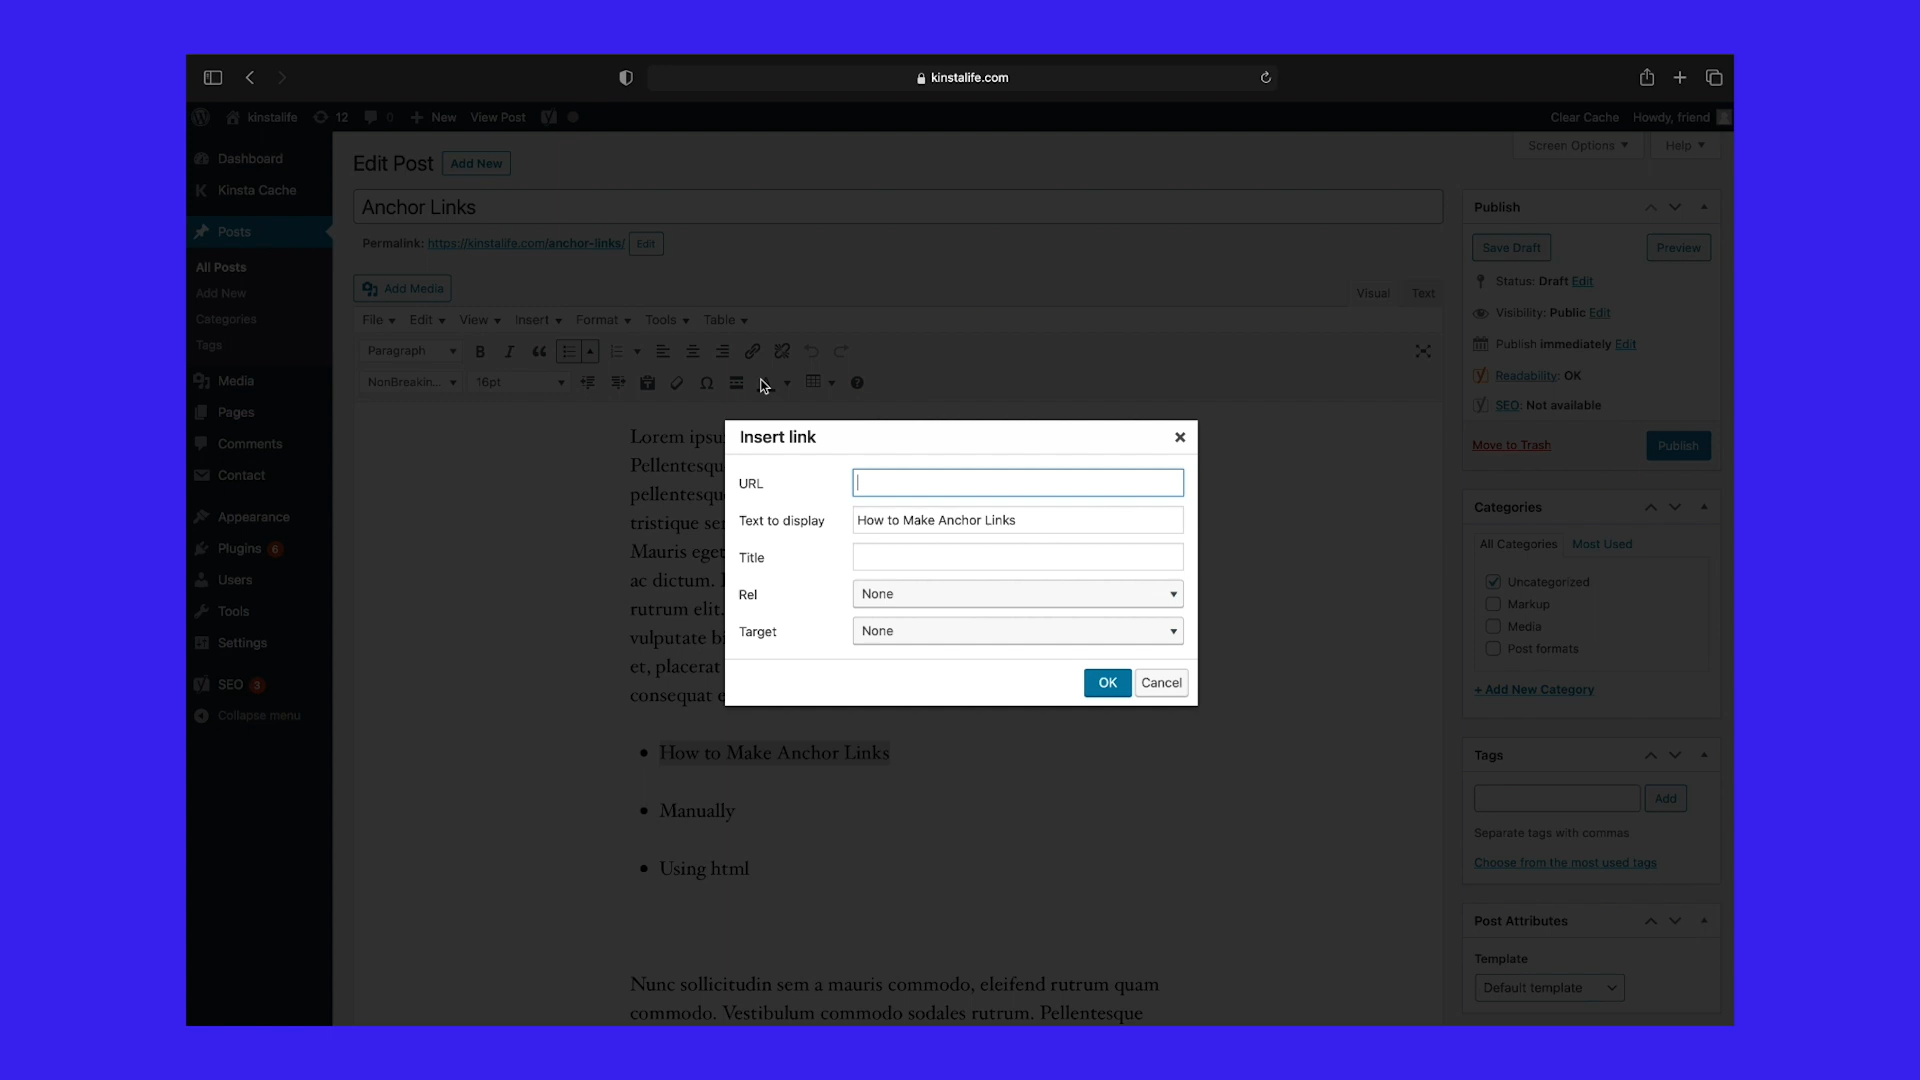 kinstalife.com
kinstalife 12 0 New View Post Clear Cache Howdy, friend
Screen Options Help
Dashboard
Kinsta Cache
Posts
All Posts
Add New
Categories
Tags
Media
Pages
Comments
Contact
Appearance
Plugins 6
Users
Tools
Settings
SEO 3
Collapse menu
Edit Post Add New
Anchor Links
Permalink: https://kinstalife.com/anchor-links/ Edit
Add Media
Visual Text
File Edit View Insert Format Tools Table
Paragraph B I
NonBreakin... 16pt Ω
Lorem ipsu
Pellentesqu
pellentesqu
tristique se
Mauris eget
ac dictum.
rutrum elit.
vulputate b
et, placerat
consequat e
Insert link
URL
Text to display How to Make Anchor Links
Title
Rel None
Target None
OK Cancel
How to Make Anchor Links
Manually
Using html
Nunc sollicitudin sem a mauris commodo, eleifend rutrum quam
commodo. Vestibulum commodo sodales rutrum. Pellentesque
Publish
Save Draft Preview
Status: Draft Edit
Visibility: Public Edit
Publish immediately Edit
Readability: OK
SEO: Not available
Move to Trash Publish
Categories
All Categories Most Used
Uncategorized
Markup
Media
Post formats
+ Add New Category
Tags
Add
Separate tags with commas
Choose from the most used tags
Post Attributes
Template
Default template